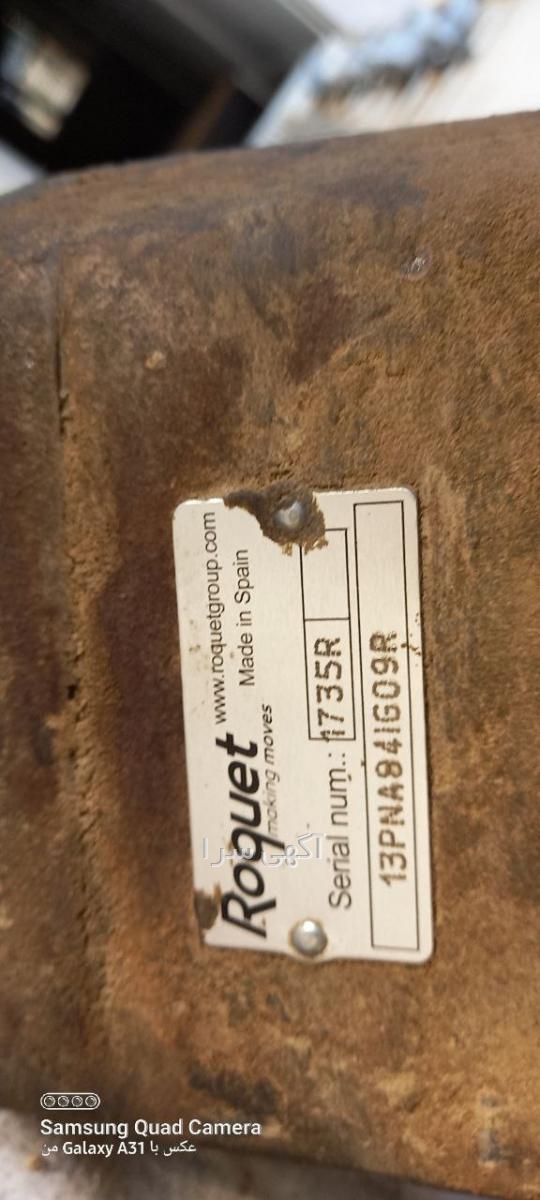 Roquet www.roquetgroup.com
making moves Made in Spain
Serial num.: 1735R
13PNA84IG09R
آگهی سرا
Samsung Quad Camera
عکس با Galaxy A31 من